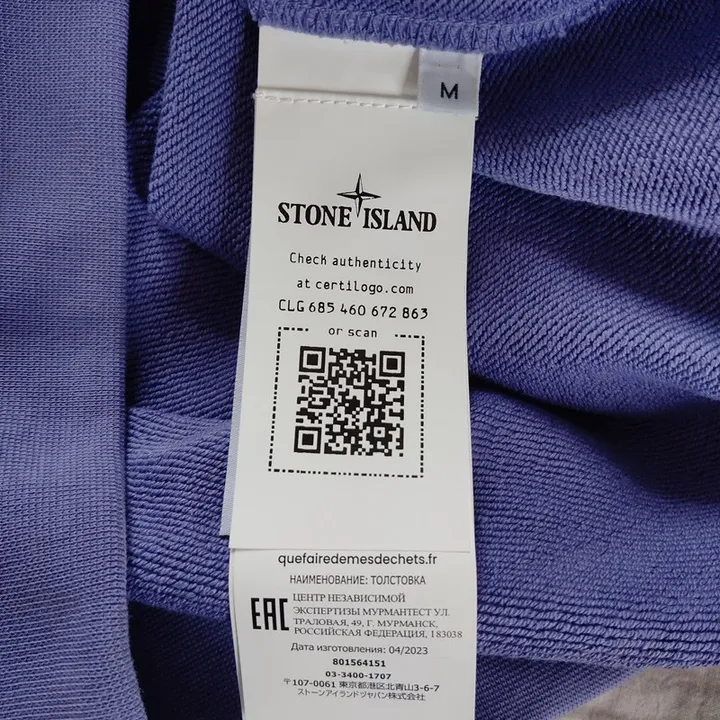 M
STONE ISLAND
Check authenticity
at certilogo.com
CLG 685 460 672 863
or scan
quefairedemesdechets.fr
НАИМЕНОВАНИЕ: ТОЛСТОВКА
EAC
ЦЕНТР НЕЗАВИСИМОЙ
ЭКСПЕРТИЗЫ МУРМАНТЕСТ УЛ.
ТРАЛОВАЯ, 49, Г. МУРМАНСК,
РОССИЙСКАЯ ФЕДЕРАЦИЯ, 183038
Дата изготовления: 04/2023
801564151
03-3400-1707
〒107-0061 東京都港区北青山3-6-7
ストーンアイランドジャパン株式会社